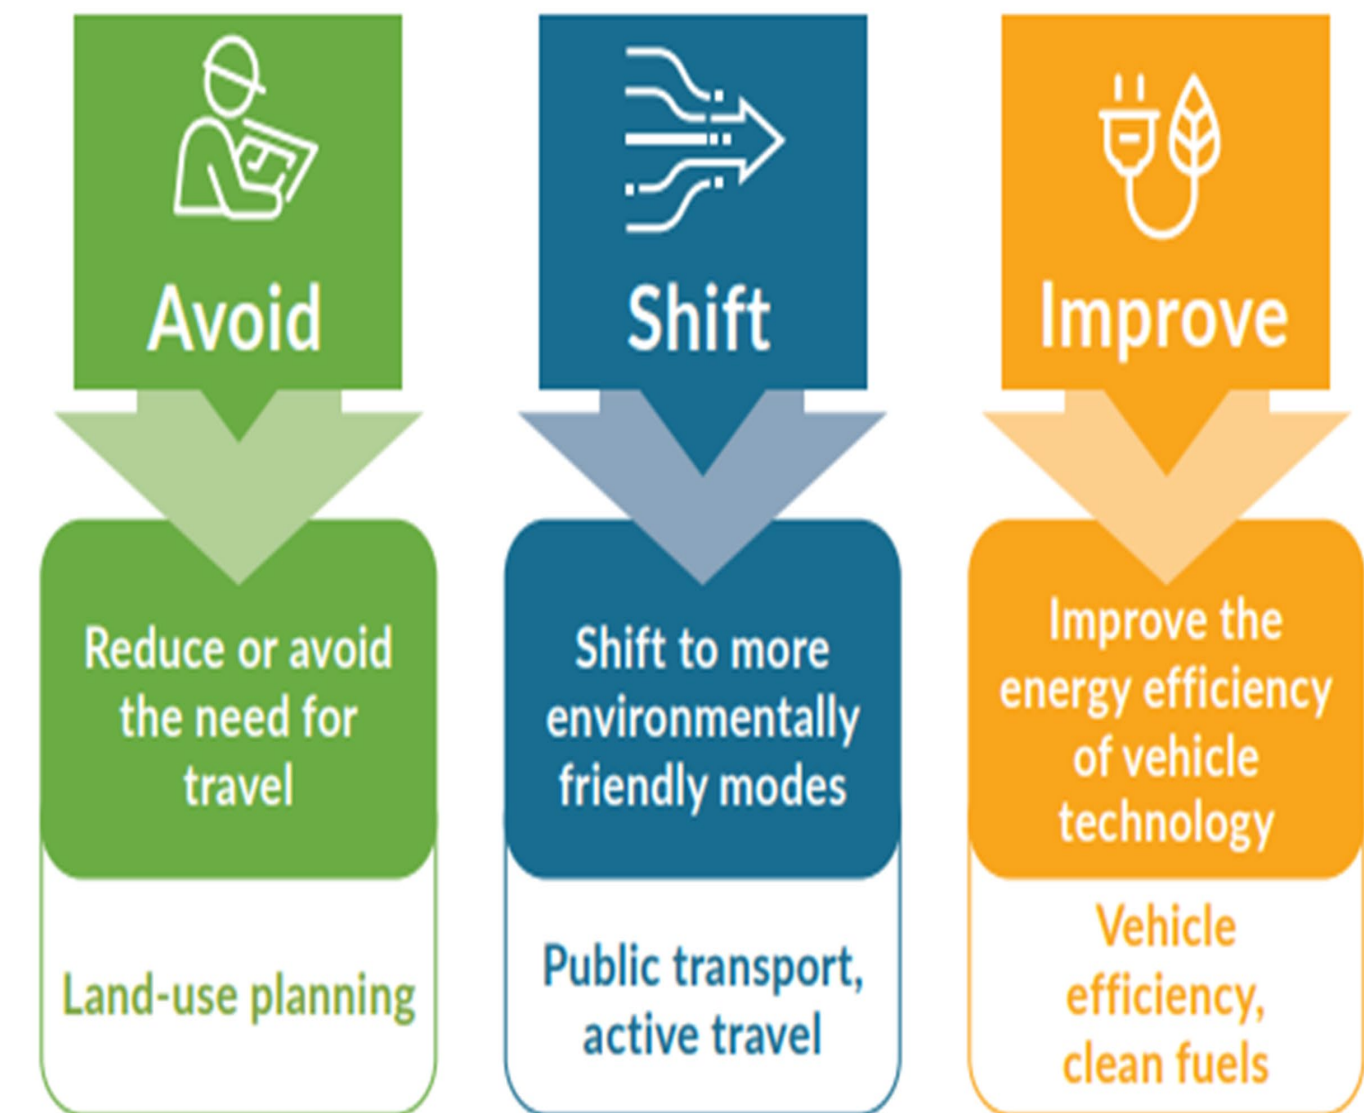 Avoid
Reduce or avoid
the need for
travel
Land-use planning
Shift
Shift to more
environmentally
friendly modes
Public transport,
active travel
Improve
Improve the
energy efficiency
of vehicle
technology
Vehicle
efficiency,
clean fuels